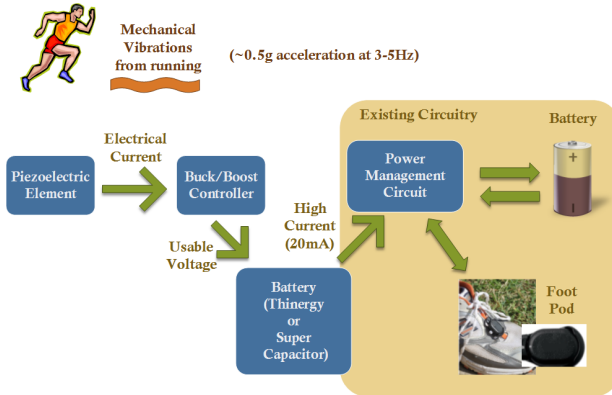 Mechanical
Vibrations
from running
(~0.5g acceleration at 3-5Hz)
Existing Circuitry
Battery
Electrical
Current
Piezoelectric
Element
Buck/Boost
Controller
Power
Management
Circuit
+
High
Current
(20mA)
Usable
Voltage
Battery
(Thinergy
or
Super
Capacitor)
Foot
Pod